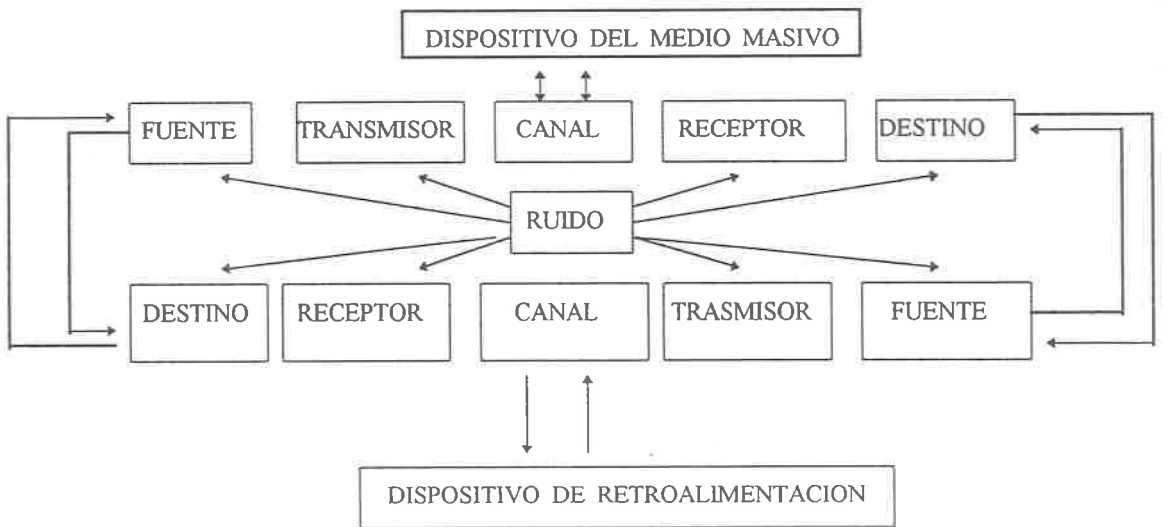 DISPOSITIVO DEL MEDIO MASIVO
FUENTE
TRANSMISOR
CANAL
RECEPTOR
DESTINO
RUIDO
DESTINO
RECEPTOR
CANAL
TRASMISOR
FUENTE
DISPOSITIVO DE RETROALIMENTACION